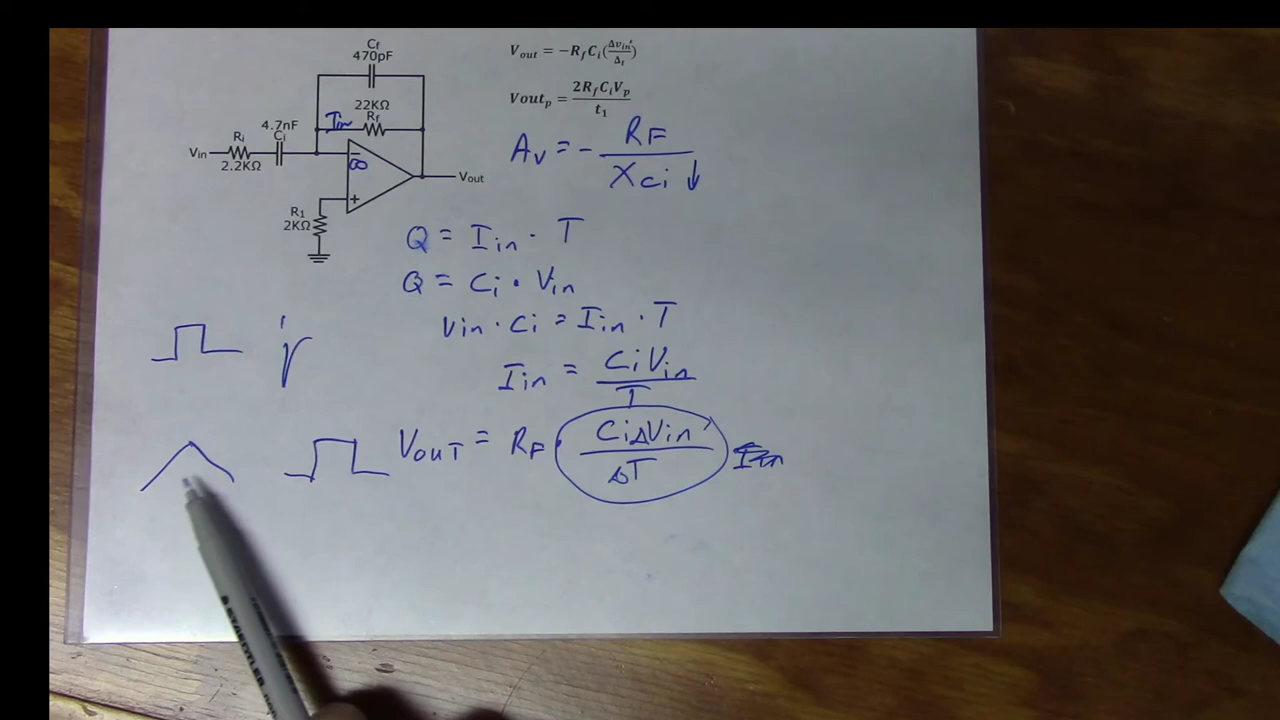 Cf
470pF
22KΩ
Rf
Iin
4.7nF
Ci
Ri
Vin
2.2KΩ
−
∞
+
Vout
R1
2KΩ
Vout = −RfCi(Δvin/Δt)
Voutp = 2RfCiVp/t1
Av = − RF/XCi ↓
Q = Iin · T
Q = Ci · Vin
Vin · Ci = Iin · T
Iin = CiVin/T
VOUT = RF · CiΔVin/ΔT Iin
STAEDTLER